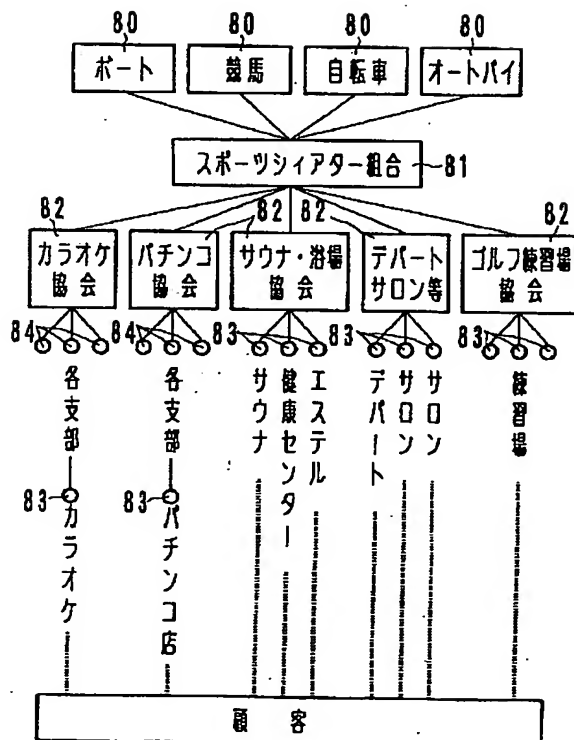 80 80 80 80
ボート 競馬 自転車 オートバイ
スポーツシィアター組合 81
82 82 82 82
カラオケ協会 パチンコ協会 サウナ・浴場協会 デパートサロン等 ゴルフ練習場協会
84 84 83 83 83
各支部 各支部 サウナ 健康センター エステル デパート サロン サロン 練習場
83 83
カラオケ パチンコ店
顧客